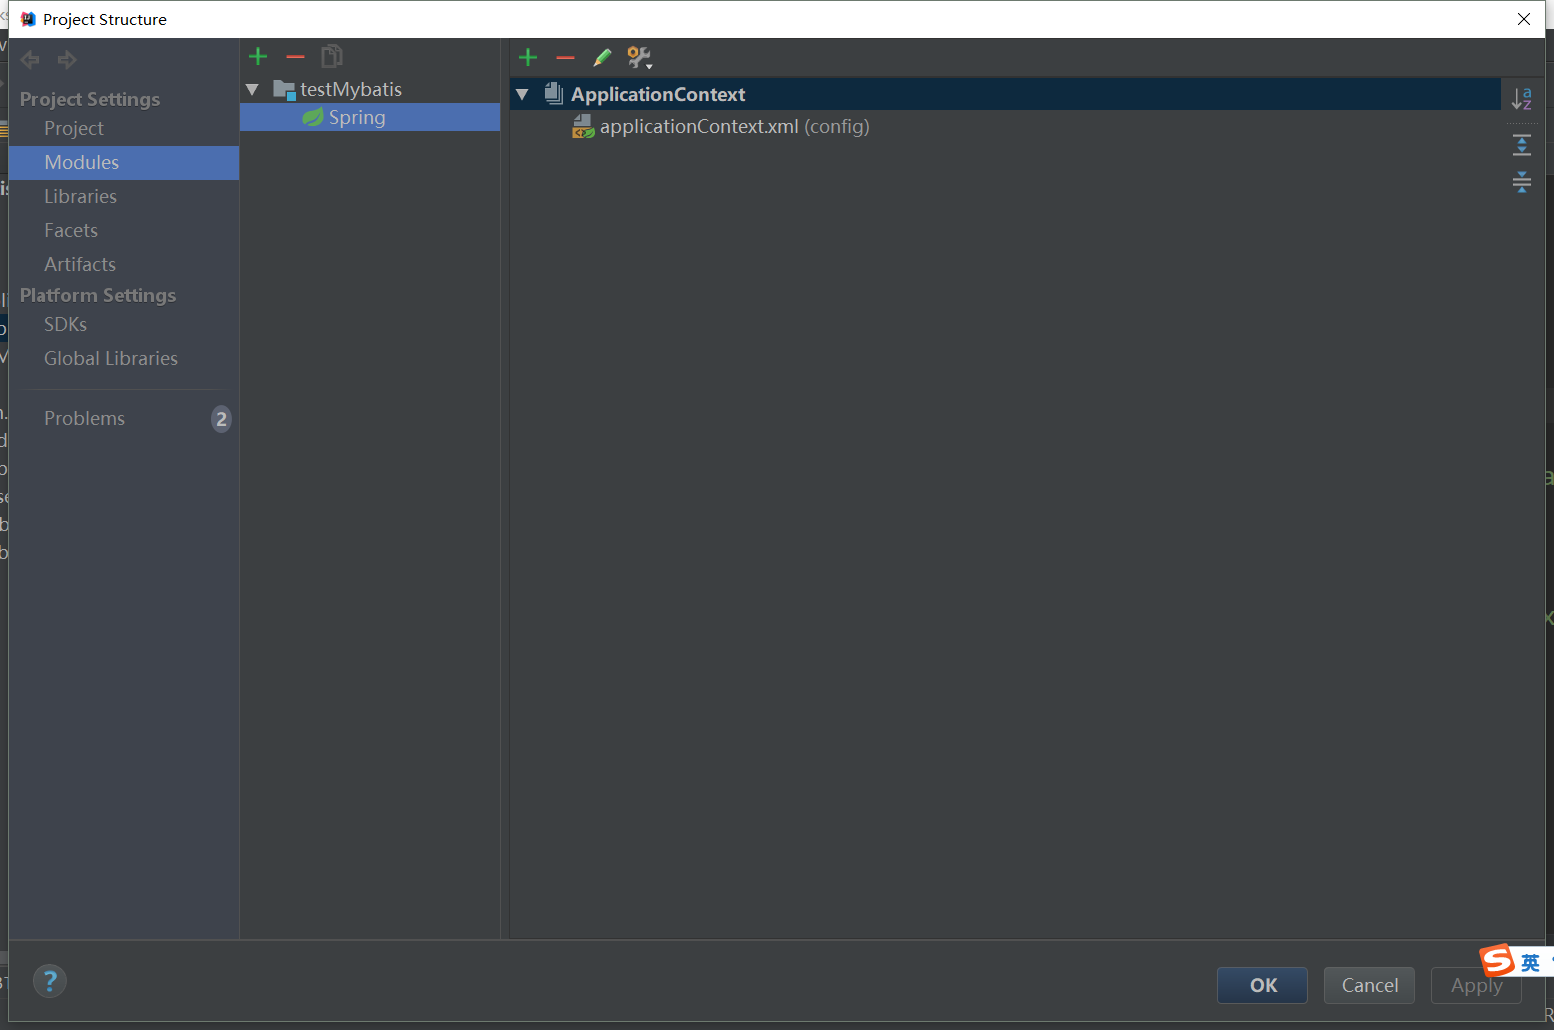 Project Structure
Project Settings
Project
Modules
Libraries
Facets
Artifacts
Platform Settings
SDKs
Global Libraries
Problems 2
testMybatis
Spring
ApplicationContext
applicationContext.xml (config)
?
OK Cancel Apply
S 英